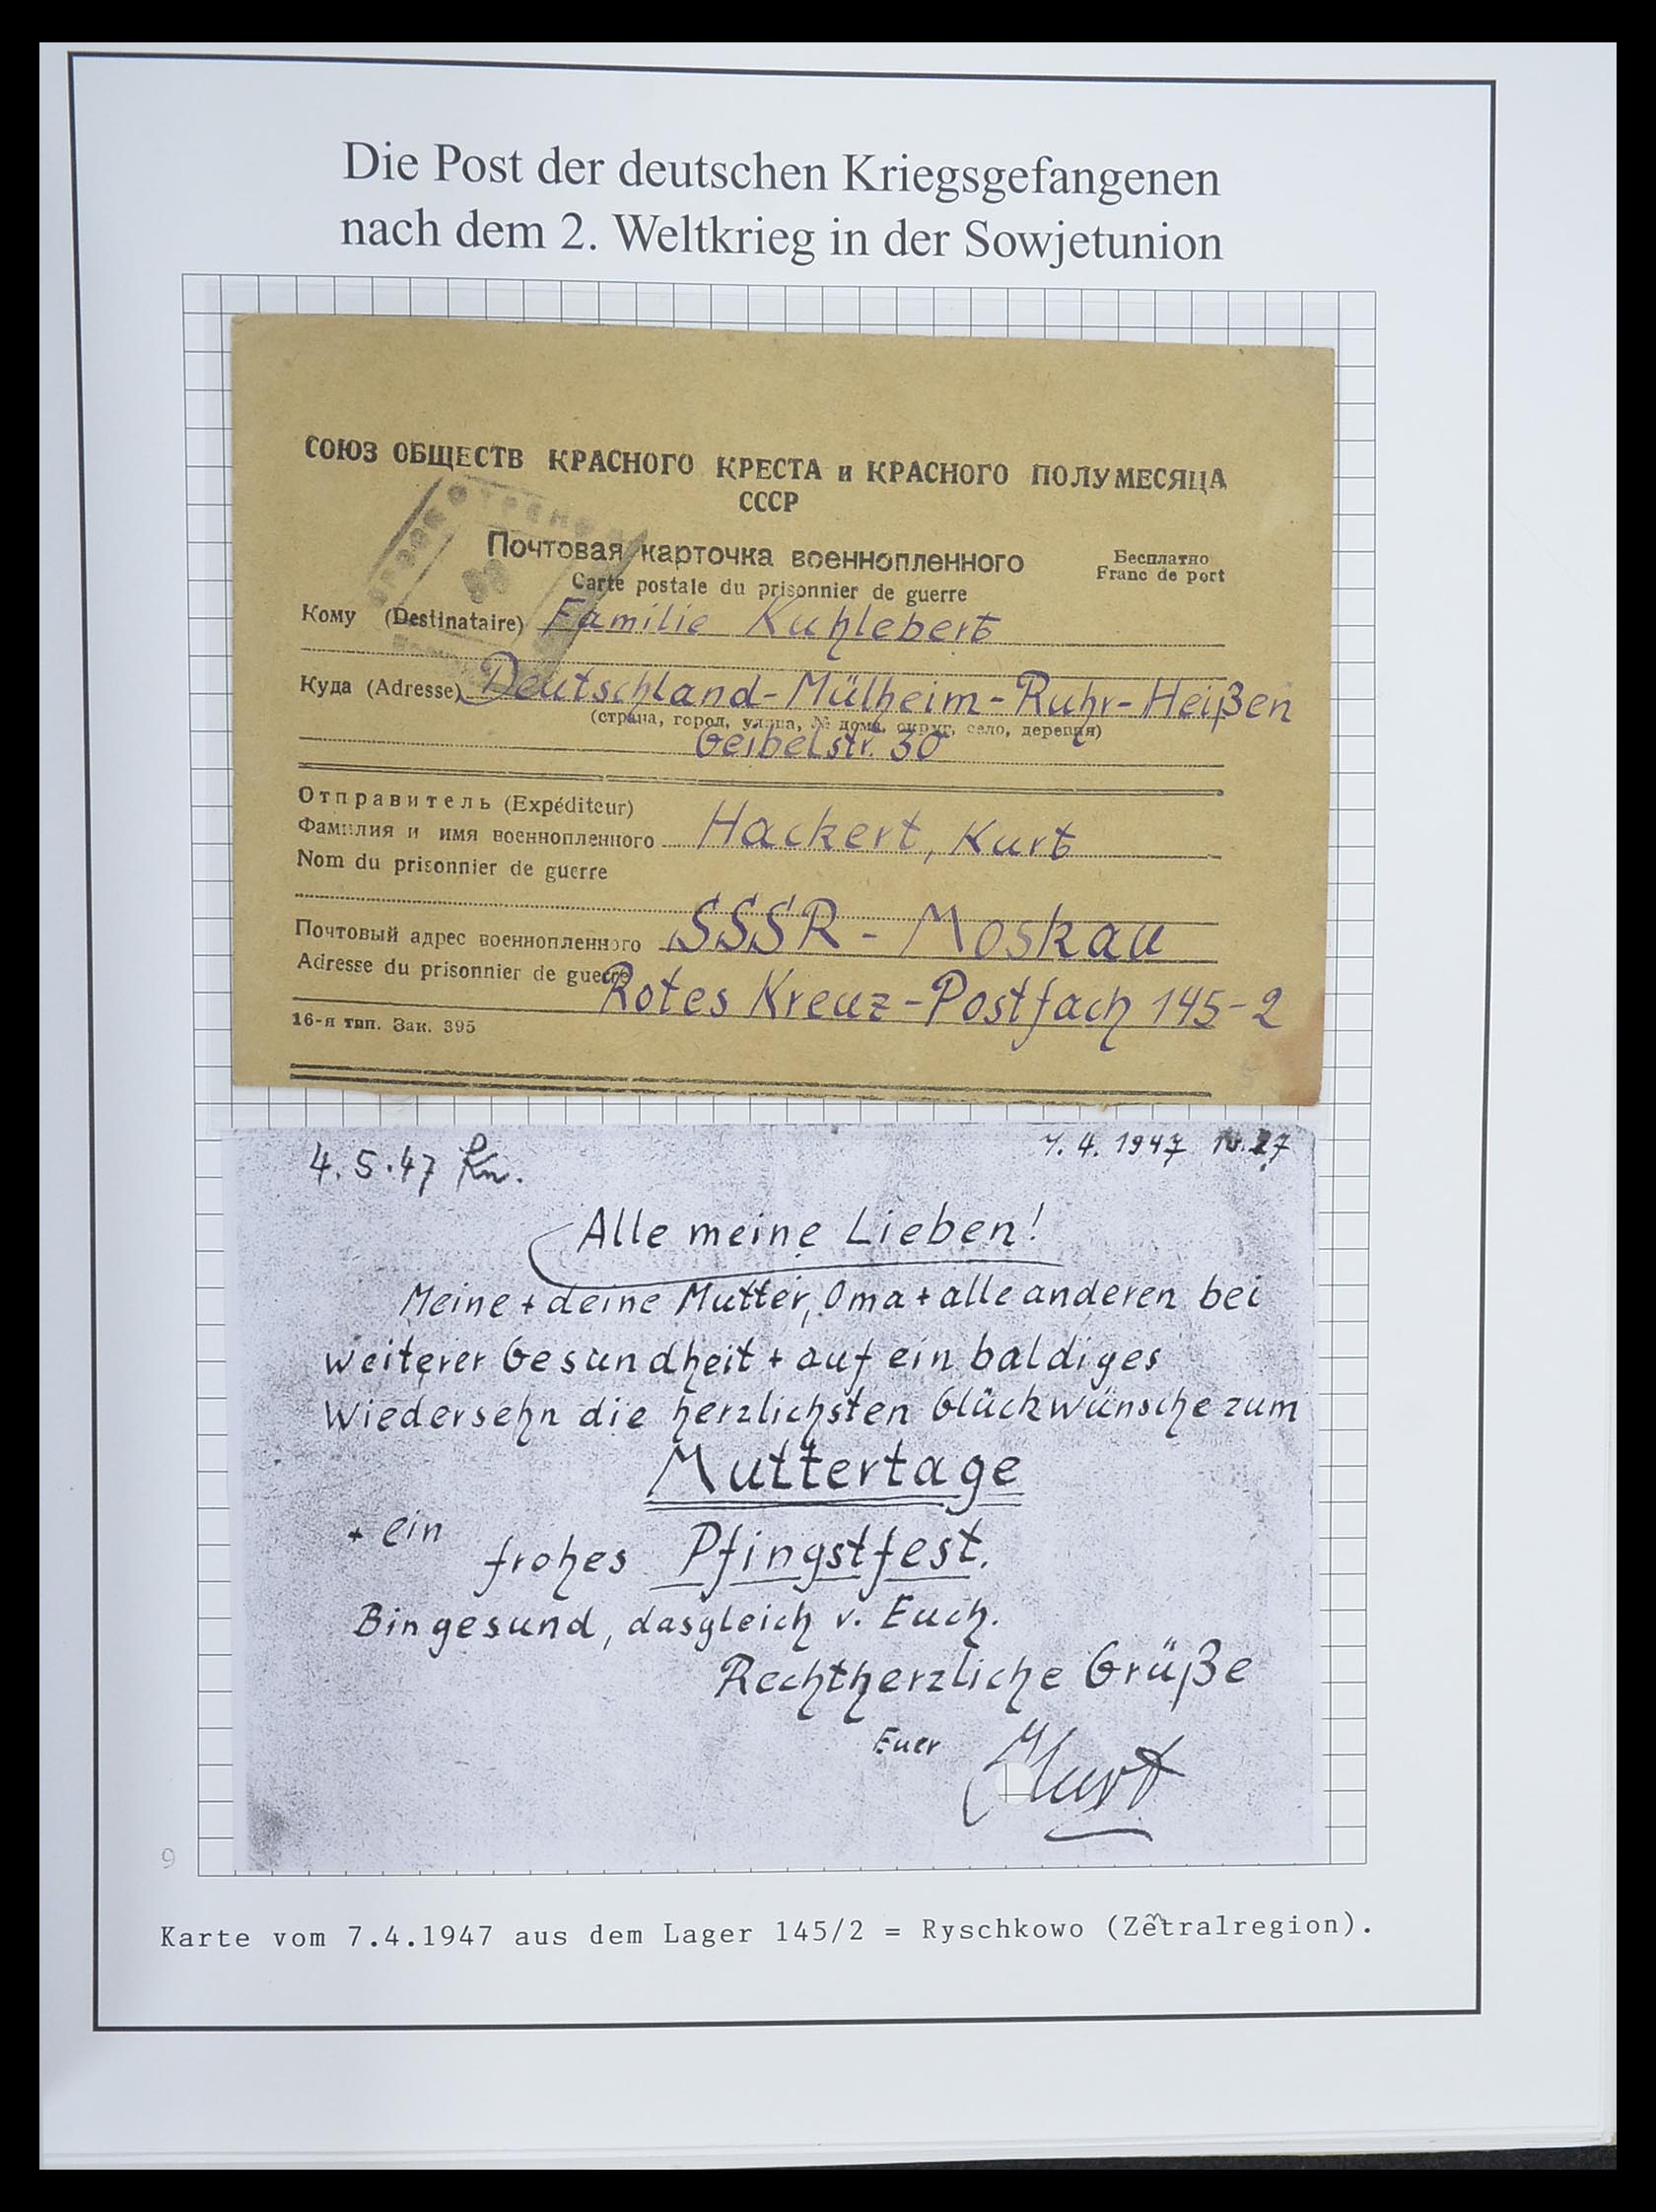 Die Post der deutschen Kriegsgefangenen
nach dem 2. Weltkrieg in der Sowjetunion
СОЮЗ ОБЩЕСТВ КРАСНОГО КРЕСТА и КРАСНОГО ПОЛУМЕСЯЦА
СССР
Почтовая карточка военнопленного
Бесплатно
Carte postale du prisonnier de guerre
Franc de port
Кому (Destinataire) Familie Kuhlebert
Куда (Adresse) Deutschland-Mülheim-Ruhr-Heißen
(страна, город, улица, № дома, округ, село, деревня)
Geibelstr. 30
Отправитель (Expéditeur)
Фамилия и имя военнопленного Hackert, Kurt
Nom du prisonnier de guerre
Почтовый адрес военнопленного SSSR - Moskau
Adresse du prisonnier de guerre
Rotes Kreuz-Postfach 145-2
16-я тип. Зак. 395
4.5.47 Kn.
7.4.1947
Alle meine Lieben!
Meine + deine Mutter, Oma + alle anderen bei
weiterer Gesundheit + auf ein baldiges
Wiedersehn die herzlichsten Glückwünsche zum
Muttertage
+ ein
frohes Pfingstfest.
Bin gesund, dasgleich v. Euch.
Rechtherzliche Grüße
Euer Kurt
9
Karte vom 7.4.1947 aus dem Lager 145/2 = Ryschkowo (Zentralregion).